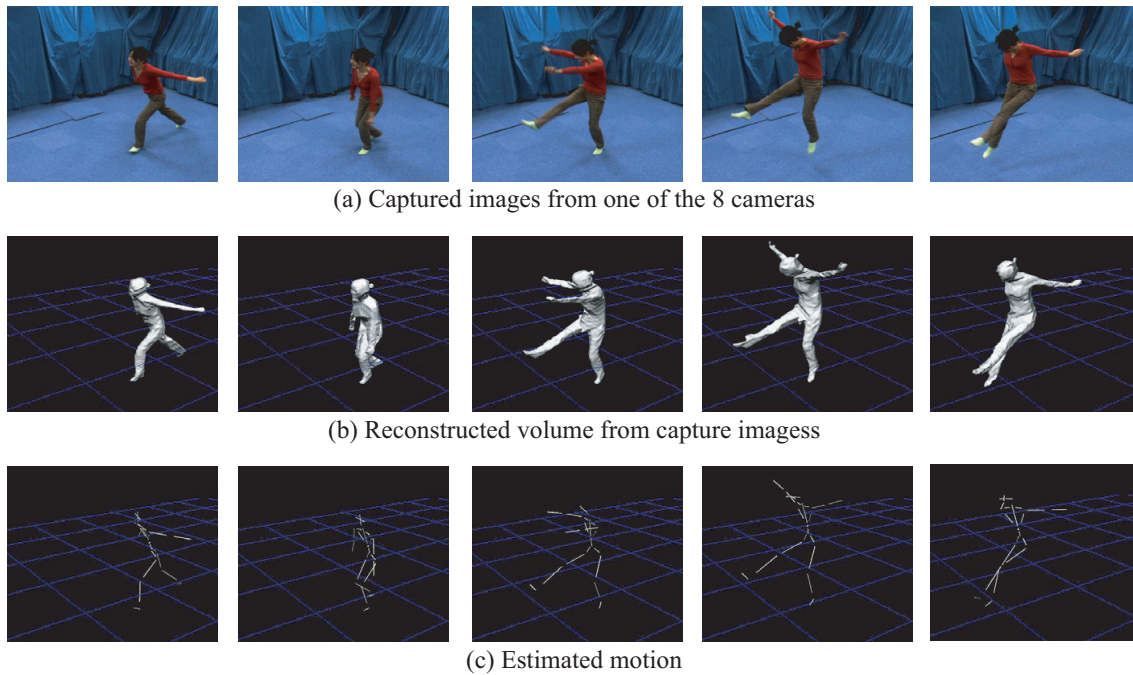 (a) Captured images from one of the 8 cameras
(b) Reconstructed volume from capture imagess
(c) Estimated motion